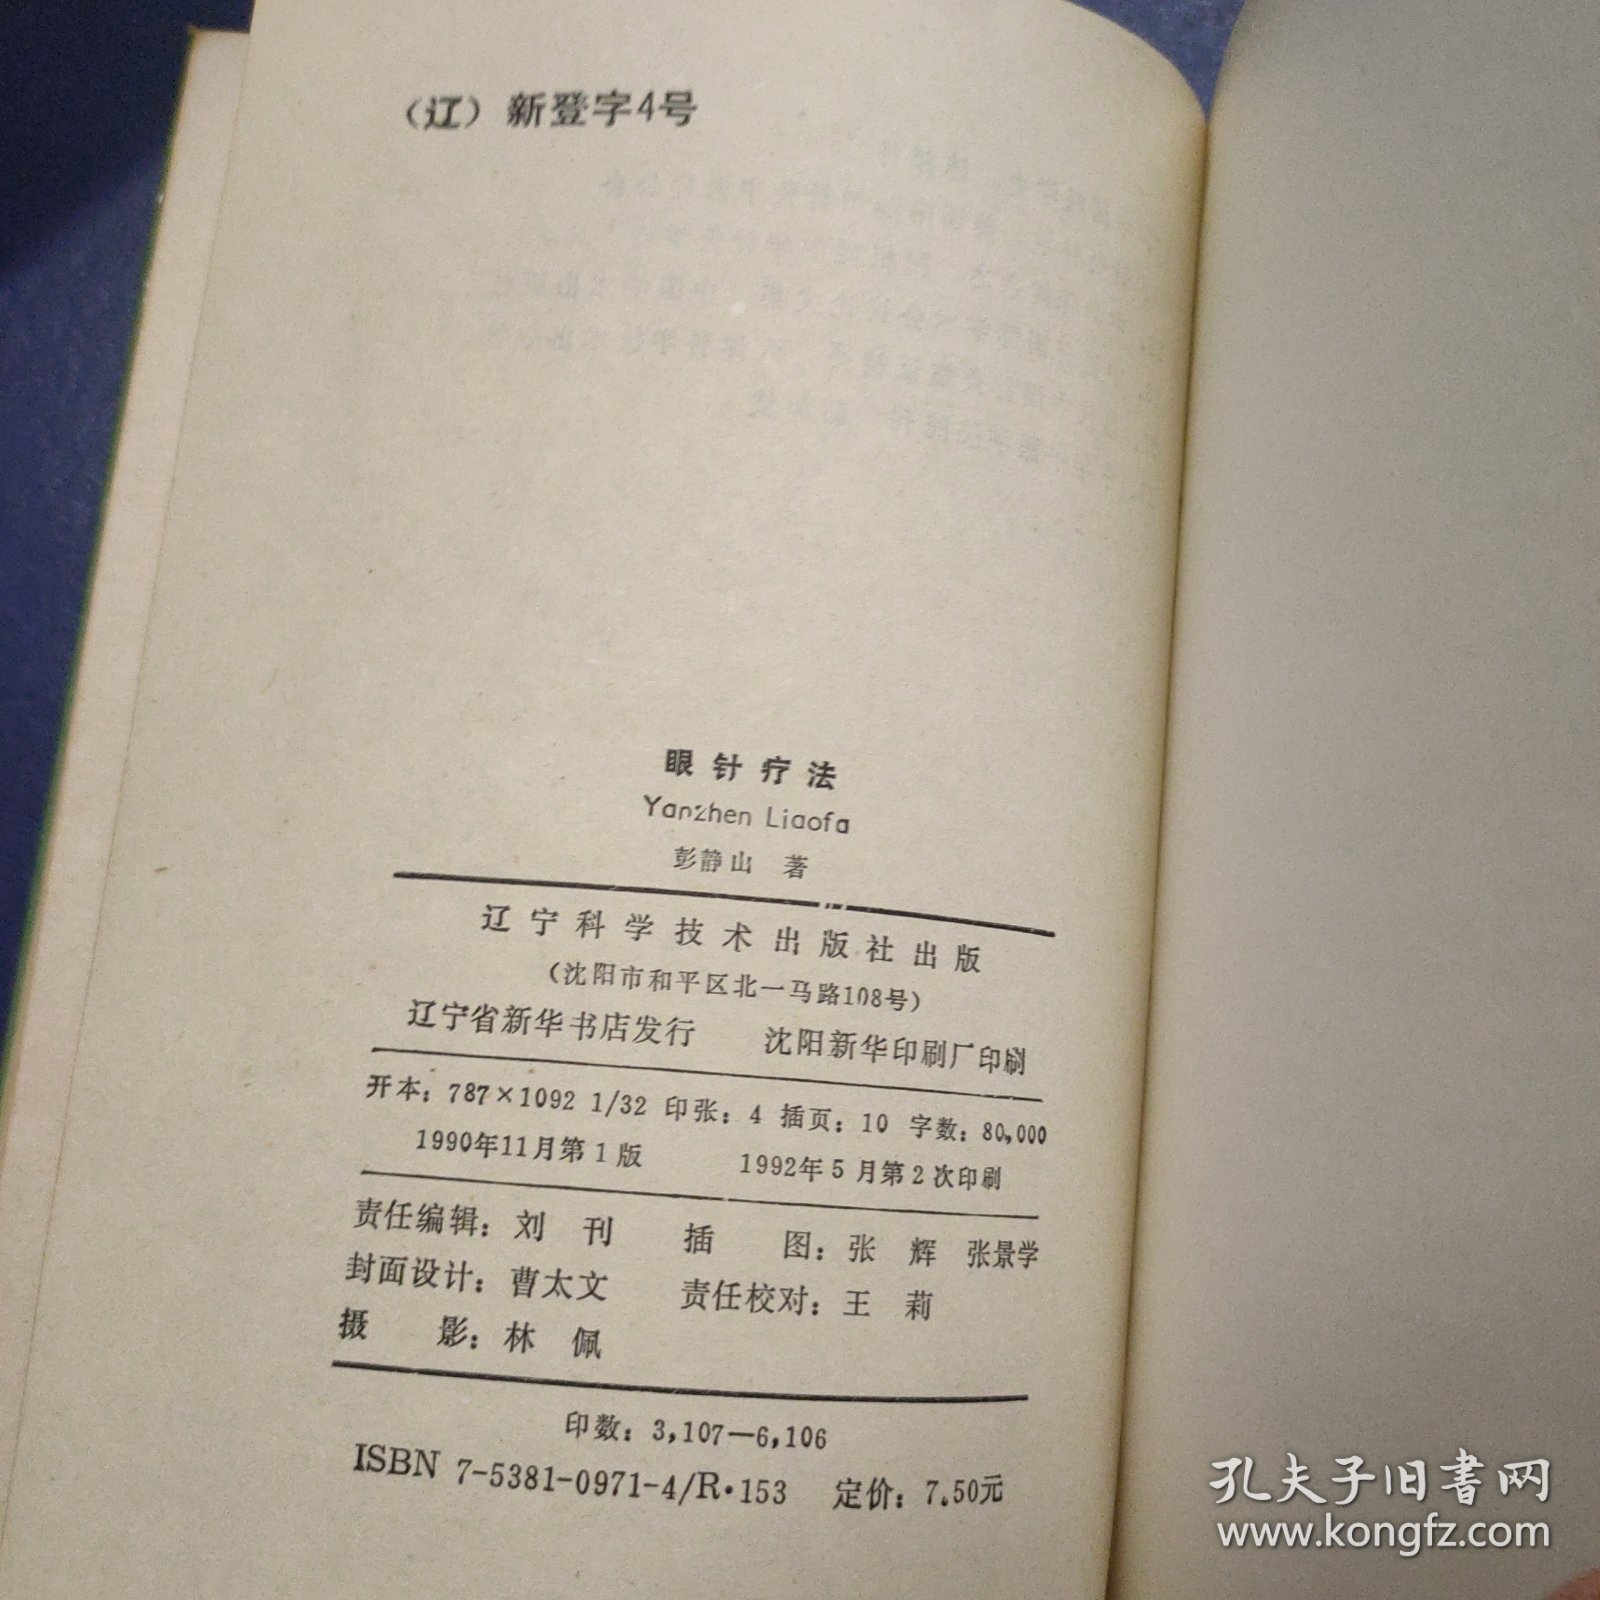 （辽）新登字4号
眼针疗法
Yanzhen Liaofa
彭静山 著
辽宁科学技术出版社出版
（沈阳市和平区北一马路108号）
辽宁省新华书店发行 沈阳新华印刷厂印刷
开本：787×1092 1/32 印张：4 插页：10 字数：80,000
1990年11月第1版 1992年5月第2次印刷
责任编辑：刘 刊 插 图：张 辉 张景学
封面设计：曹太文 责任校对：王 莉
摄 影：林 佩
印数：3,107—6,106
ISBN 7-5381-0971-4/R·153 定价：7.50元
孔夫子旧书网
www.kongfz.com